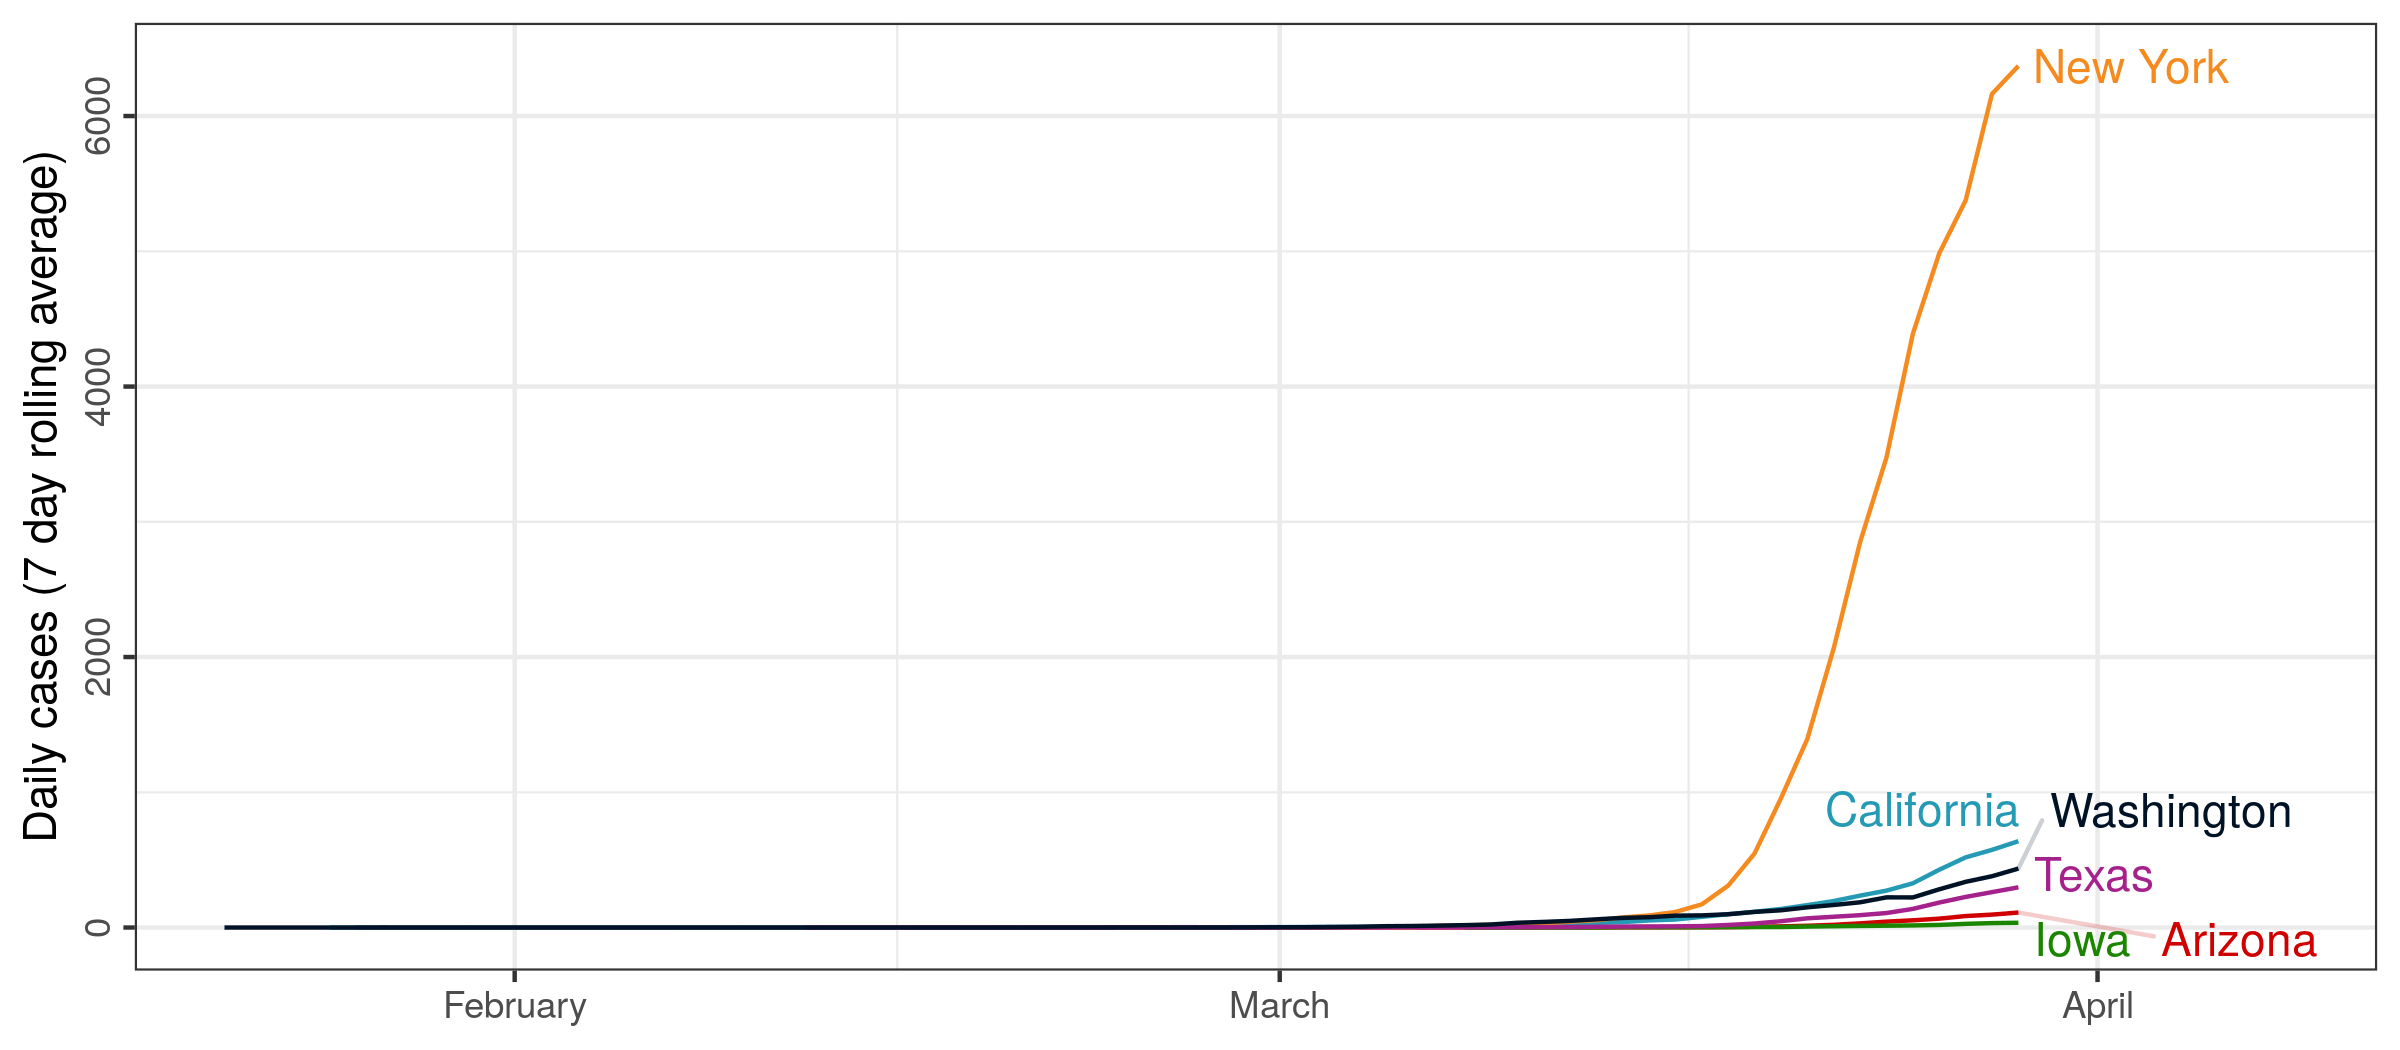 Daily cases (7 day rolling average)
6000
4000
2000
0
New York
California
Washington
Texas
Iowa
Arizona
February
March
April